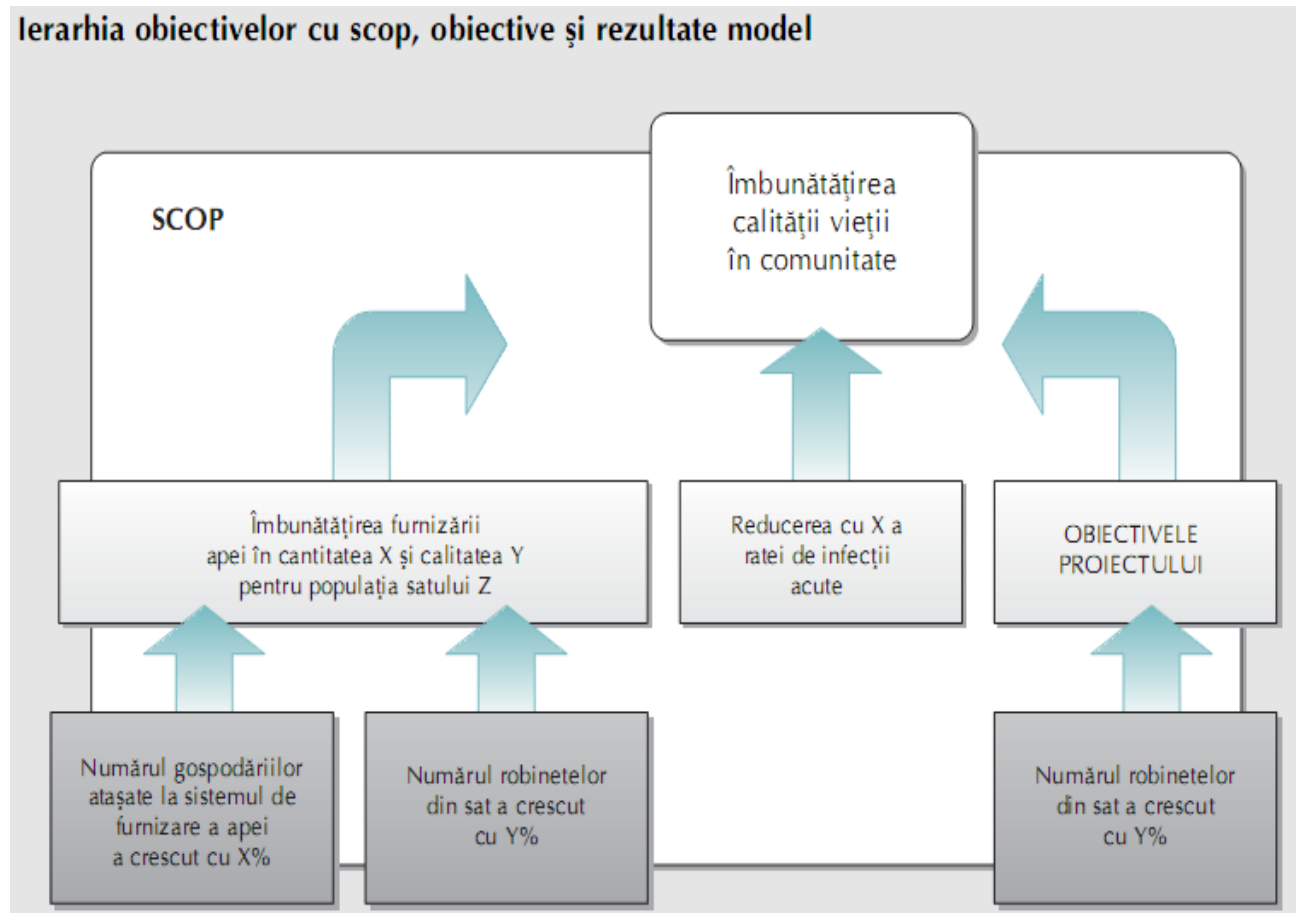 Ierarhia obiectivelor cu scop, obiective și rezultate model
SCOP
Îmbunătățirea
calității vieții
în comunitate
Îmbunătățirea furnizării
apei în cantitatea X și calitatea Y
pentru populația satului Z
Reducerea cu X a
ratei de infecții
acute
OBIECTIVELE
PROIECTULUI
Numărul gospodăriilor
atașate la sistemul de
furnizare a apei
a crescut cu X%
Numărul robinetelor
din sat a crescut
cu Y%
Numărul robinetelor
din sat a crescut
cu Y%